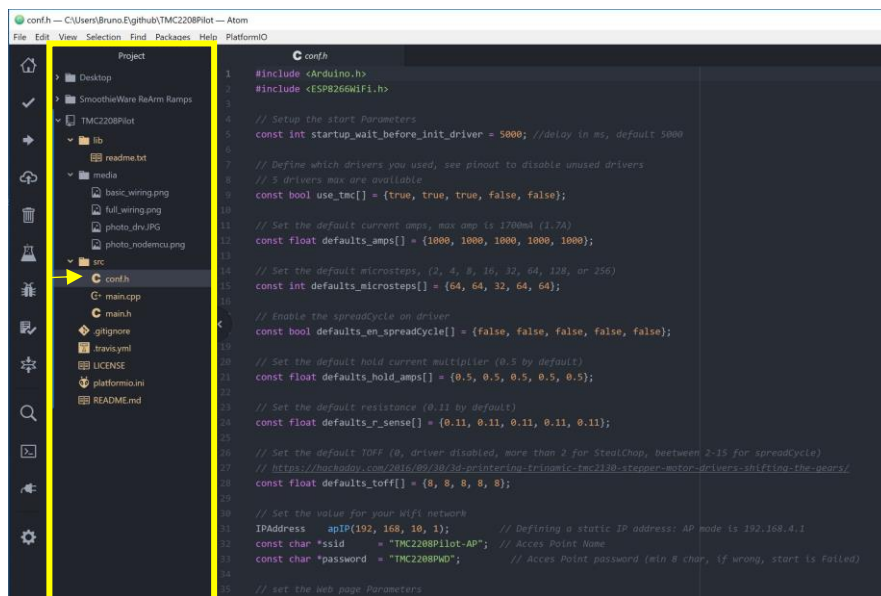 conf.h — C:\Users\Bruno.E\github\TMC2208Pilot — Atom
File Edit View Selection Find Packages Help PlatformIO
Project
Desktop
SmoothieWare ReArm Ramps
TMC2208Pilot
lib
readme.txt
media
basic_wiring.png
full_wiring.png
photo_drv.JPG
photo_nodemcu.png
src
conf.h
main.cpp
main.h
.gitignore
.travis.yml
LICENSE
platformio.ini
README.md
conf.h
1 #include <Arduino.h>
2 #include <ESP8266WiFi.h>
3
4 // Setup the start Parameters
5 const int startup_wait_before_init_driver = 5000; //delay in ms, default 5000
6
7 // Define which drivers you used, see pinout to disable unused drivers
8 // 5 drivers max are available
9 const bool use_tmc[] = {true, true, true, false, false};
10
11 // Set the default current amps, max amp is 1700mA (1.7A)
12 const float defaults_amps[] = {1000, 1000, 1000, 1000, 1000};
13
14 // Set the default microsteps, (2, 4, 8, 16, 32, 64, 128, or 256)
15 const int defaults_microsteps[] = {64, 64, 32, 64, 64};
16
// Enable the spreadCycle on driver
const bool defaults_en_spreadCycle[] = {false, false, false, false, false};
19
20 // Set the default hold current multiplier (0.5 by default)
21 const float defaults_hold_amps[] = {0.5, 0.5, 0.5, 0.5, 0.5};
22
23 // Set the default resistance (0.11 by default)
24 const float defaults_r_sense[] = {0.11, 0.11, 0.11, 0.11, 0.11};
25
26 // Set the default TOFF (0, driver disabled, more than 2 for StealChop, beetween 2-15 for spreadCycle)
27 // https://hackaday.com/2016/09/30/3d-printering-trinamic-tmc2130-stepper-motor-drivers-shifting-the-gears/
28 const float defaults_toff[] = {8, 8, 8, 8, 8};
29
30 // Set the value for your Wifi network
31 IPAddress apIP(192, 168, 10, 1); // Defining a static IP address: AP mode is 192.168.4.1
32 const char *ssid = "TMC2208Pilot-AP"; // Acces Point Name
33 const char *password = "TMC2208PWD"; // Acces Point password (min 8 char, if wrong, start is Failed)
34
35 // set the Web page Parameters